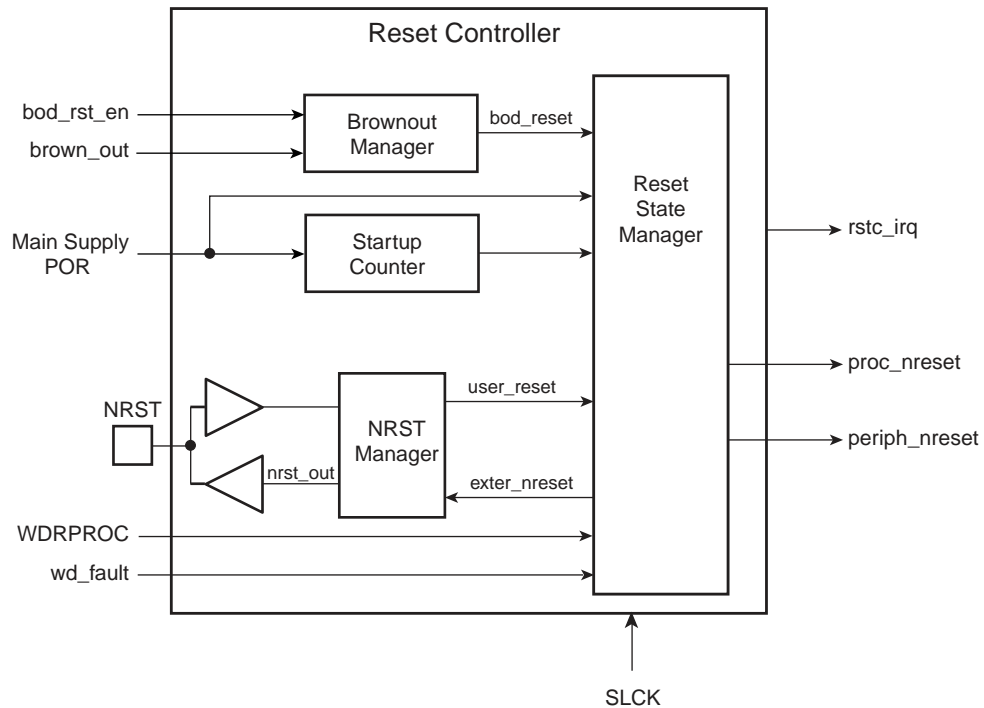 Reset Controller
bod_rst_en
brown_out
Brownout
Manager
bod_reset
Reset
State
Manager
Main Supply
POR
Startup
Counter
rstc_irq
proc_nreset
periph_nreset
NRST
NRST
Manager
user_reset
nrst_out
exter_nreset
WDRPROC
wd_fault
SLCK